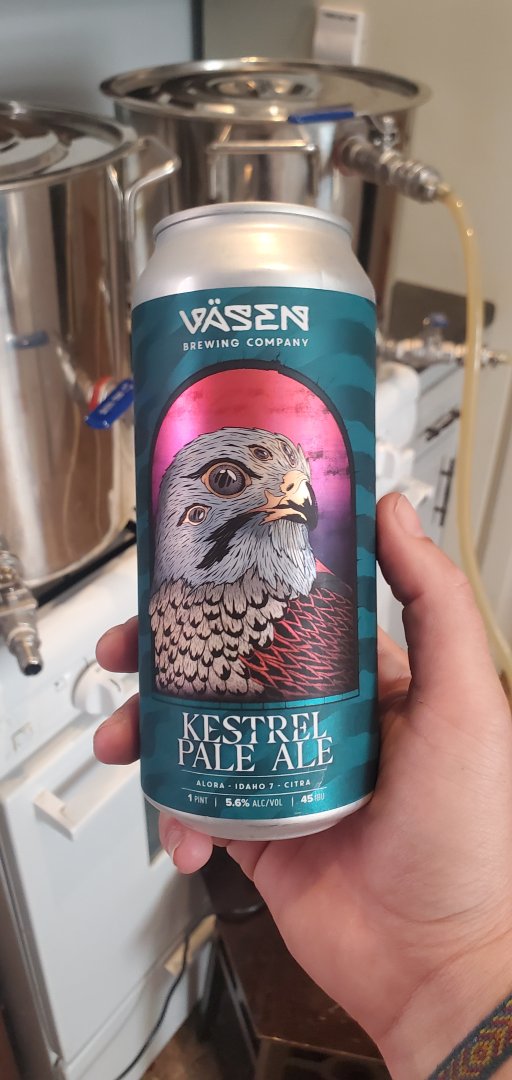 VÄSEN
BREWING COMPANY
KESTREL
PALE ALE
ALORA - IDAHO 7 - CITRA
1 PINT | 5.6% ALC/VOL | 45 IBU